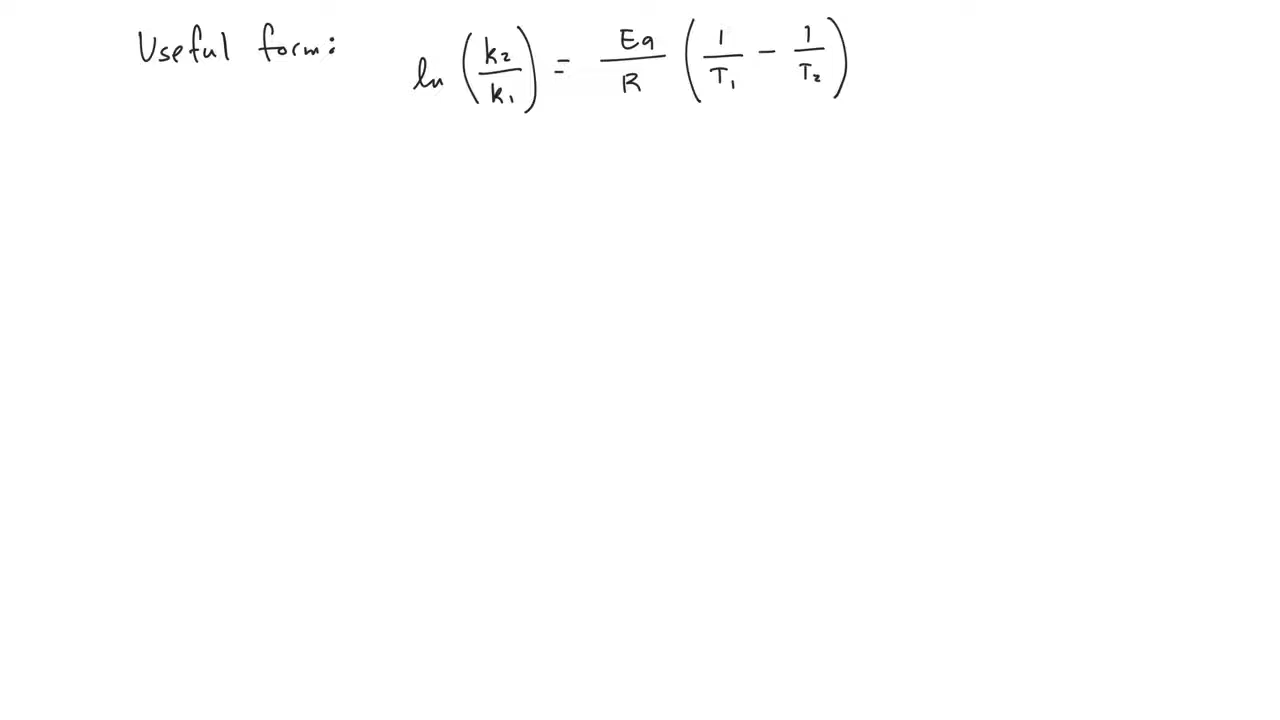 Useful form: ln (k₂/k₁) = Ea/R (1/T₁ − 1/T₂)